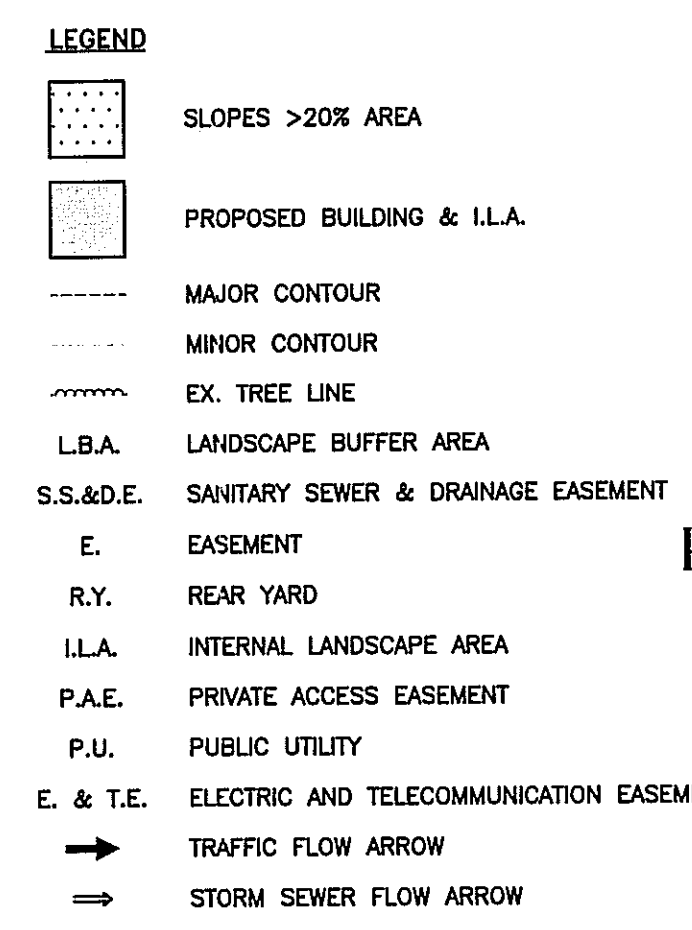 LEGEND
SLOPES >20% AREA
PROPOSED BUILDING & I.L.A.
MAJOR CONTOUR
MINOR CONTOUR
EX. TREE LINE
L.B.A. LANDSCAPE BUFFER AREA
S.S.&D.E. SANITARY SEWER & DRAINAGE EASEMENT
E. EASEMENT
R.Y. REAR YARD
I.L.A. INTERNAL LANDSCAPE AREA
P.A.E. PRIVATE ACCESS EASEMENT
P.U. PUBLIC UTILITY
E. & T.E. ELECTRIC AND TELECOMMUNICATION EASEM
TRAFFIC FLOW ARROW
STORM SEWER FLOW ARROW